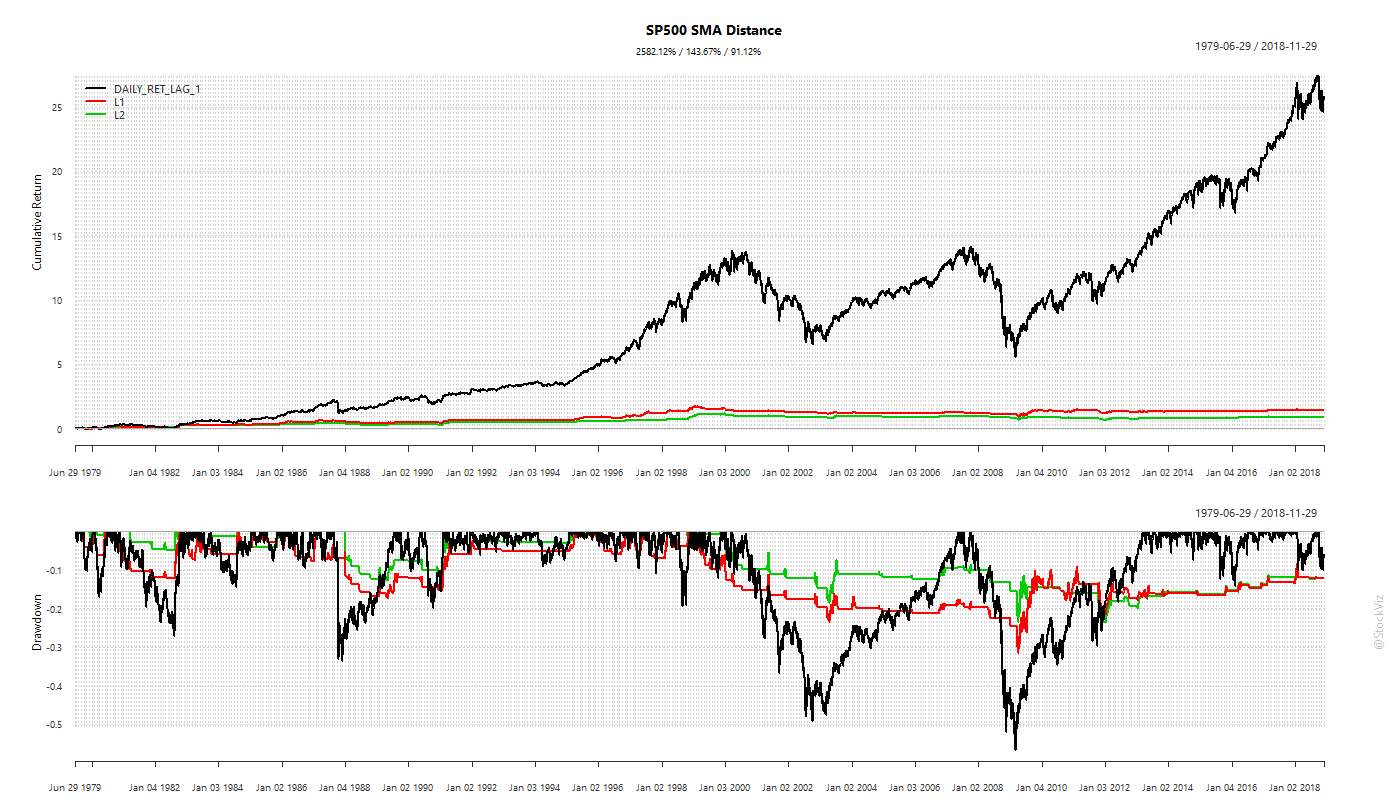 SP500 SMA Distance
2582.12% / 143.67% / 91.12%
1979-06-29 / 2018-11-29
DAILY_RET_LAG_1
L1
L2
Cumulative Return
25
20
15
10
5
0
Jun 29 1979 Jan 04 1982 Jan 03 1984 Jan 02 1986 Jan 04 1988 Jan 02 1990 Jan 02 1992 Jan 03 1994 Jan 02 1996 Jan 02 1998 Jan 03 2000 Jan 02 2002 Jan 02 2004 Jan 03 2006 Jan 02 2008 Jan 04 2010 Jan 03 2012 Jan 02 2014 Jan 04 2016 Jan 02 2018
1979-06-29 / 2018-11-29
Drawdown
-0.1
-0.2
-0.3
-0.4
-0.5
Jun 29 1979 Jan 04 1982 Jan 03 1984 Jan 02 1986 Jan 04 1988 Jan 02 1990 Jan 02 1992 Jan 03 1994 Jan 02 1996 Jan 02 1998 Jan 03 2000 Jan 02 2002 Jan 02 2004 Jan 03 2006 Jan 02 2008 Jan 04 2010 Jan 03 2012 Jan 02 2014 Jan 04 2016 Jan 02 2018
@StockViz